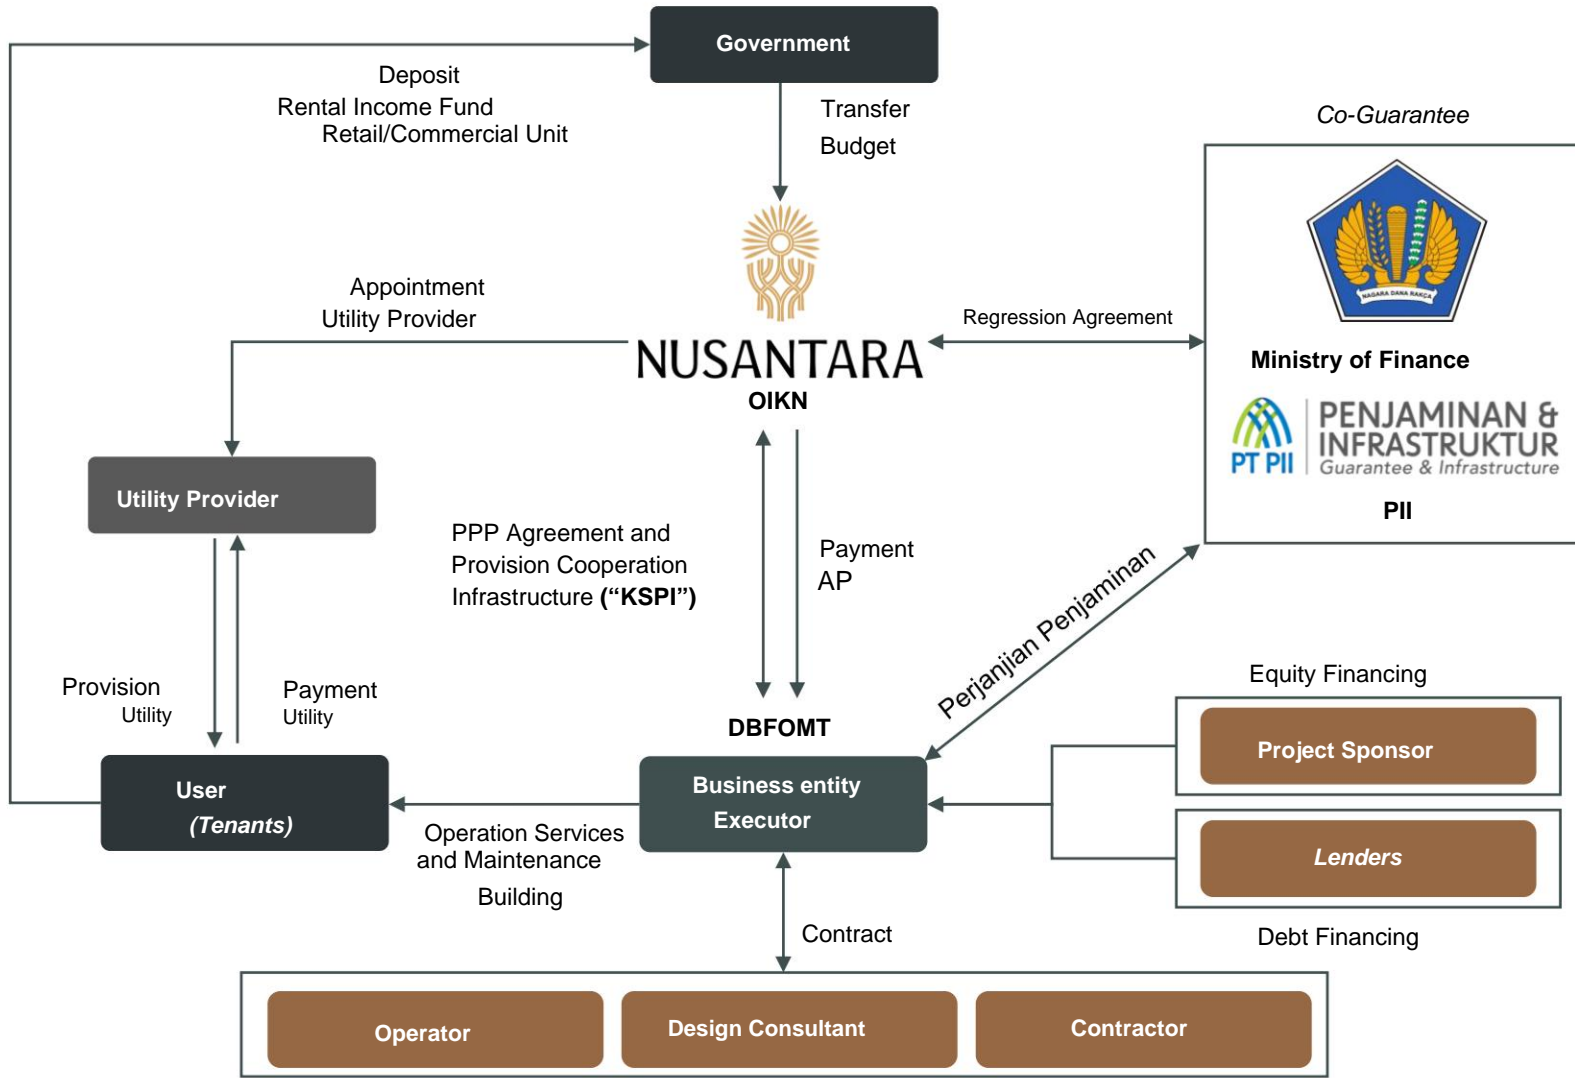 Government
Deposit
Rental Income Fund
Retail/Commercial Unit
Transfer
Budget
Co-Guarantee
NAGARA DANA RAKÇA
Appointment
Utility Provider
NUSANTARA
OIKN
Regression Agreement
Ministry of Finance
PT PII
PENJAMINAN &
INFRASTRUKTUR
Guarantee & Infrastructure
PII
Utility Provider
PPP Agreement and
Provision Cooperation
Infrastructure (“KSPI”)
Payment
AP
Perjanjian Penjaminan
Provision
Utility
Payment
Utility
DBFOMT
Equity Financing
Project Sponsor
User
(Tenants)
Business entity
Executor
Lenders
Operation Services
and Maintenance
Building
Contract
Debt Financing
Operator
Design Consultant
Contractor